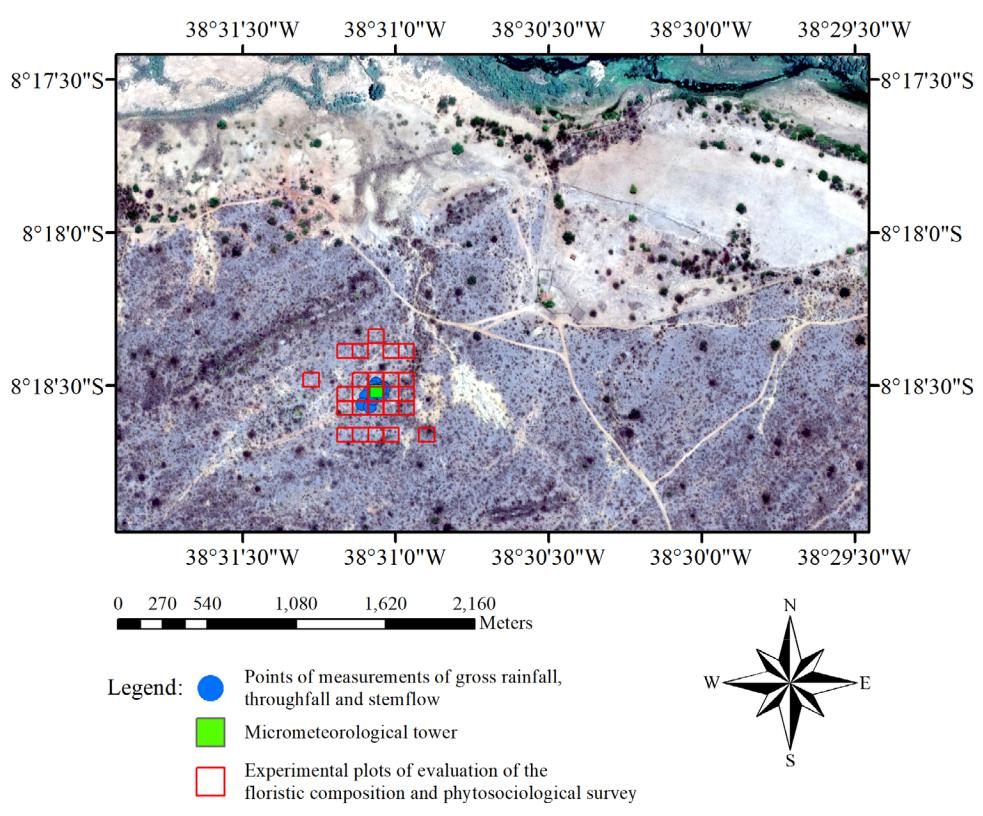 38°31'30"W 38°31'0"W 38°30'30"W 38°30'0"W 38°29'30"W
8°17'30"S 8°17'30"S
8°18'0"S 8°18'0"S
8°18'30"S 8°18'30"S
38°31'30"W 38°31'0"W 38°30'30"W 38°30'0"W 38°29'30"W
0 270 540 1,080 1,620 2,160
Meters
N
W E
S
Legend:
Points of measurements of gross rainfall,
throughfall and stemflow
Micrometeorological tower
Experimental plots of evaluation of the
floristic composition and phytosociological survey